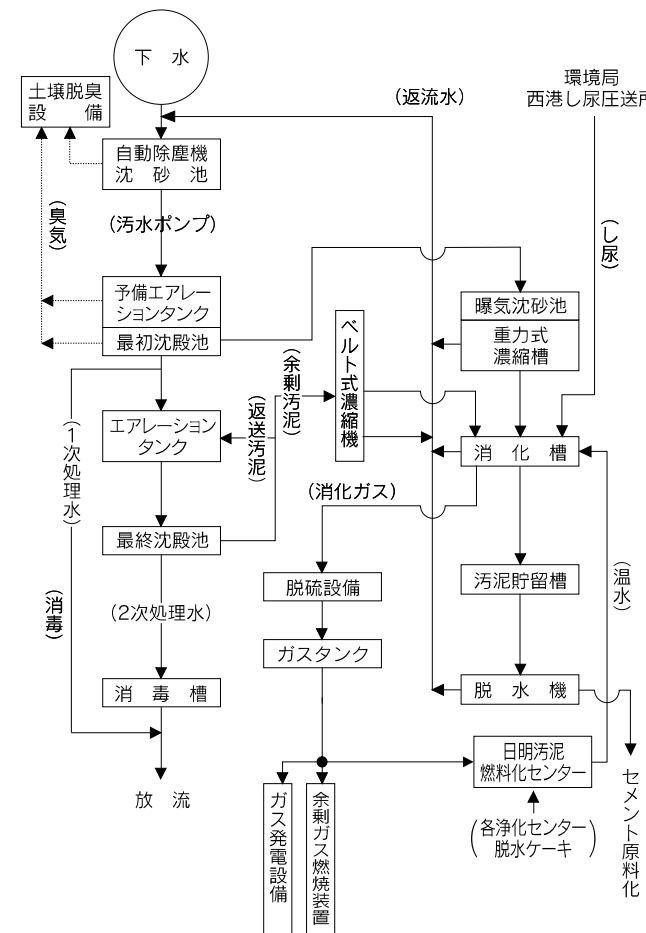 下 水
土壌脱臭
設 備
(返流水)
環境局
西港し尿圧送所
自動除塵機
沈 砂 池
(臭気)
(汚水ポンプ)
(し尿)
予備エアレー
ションタンク
最初沈殿池
曝気沈砂池
重力式
濃縮槽
ベルト式濃縮機
(余剰汚泥)
(返送汚泥)
エアレーション
タンク
消 化 槽
(1次処理水)
(消化ガス)
最終沈殿池
脱硫設備
汚泥貯留槽
(温水)
(消毒)
(2次処理水)
ガスタンク
消 毒 槽
脱 水 機
日明汚泥
燃料化センター
放 流
ガス発電設備
余剰ガス燃焼装置
(各浄化センター
脱水ケーキ)
セメント原料化